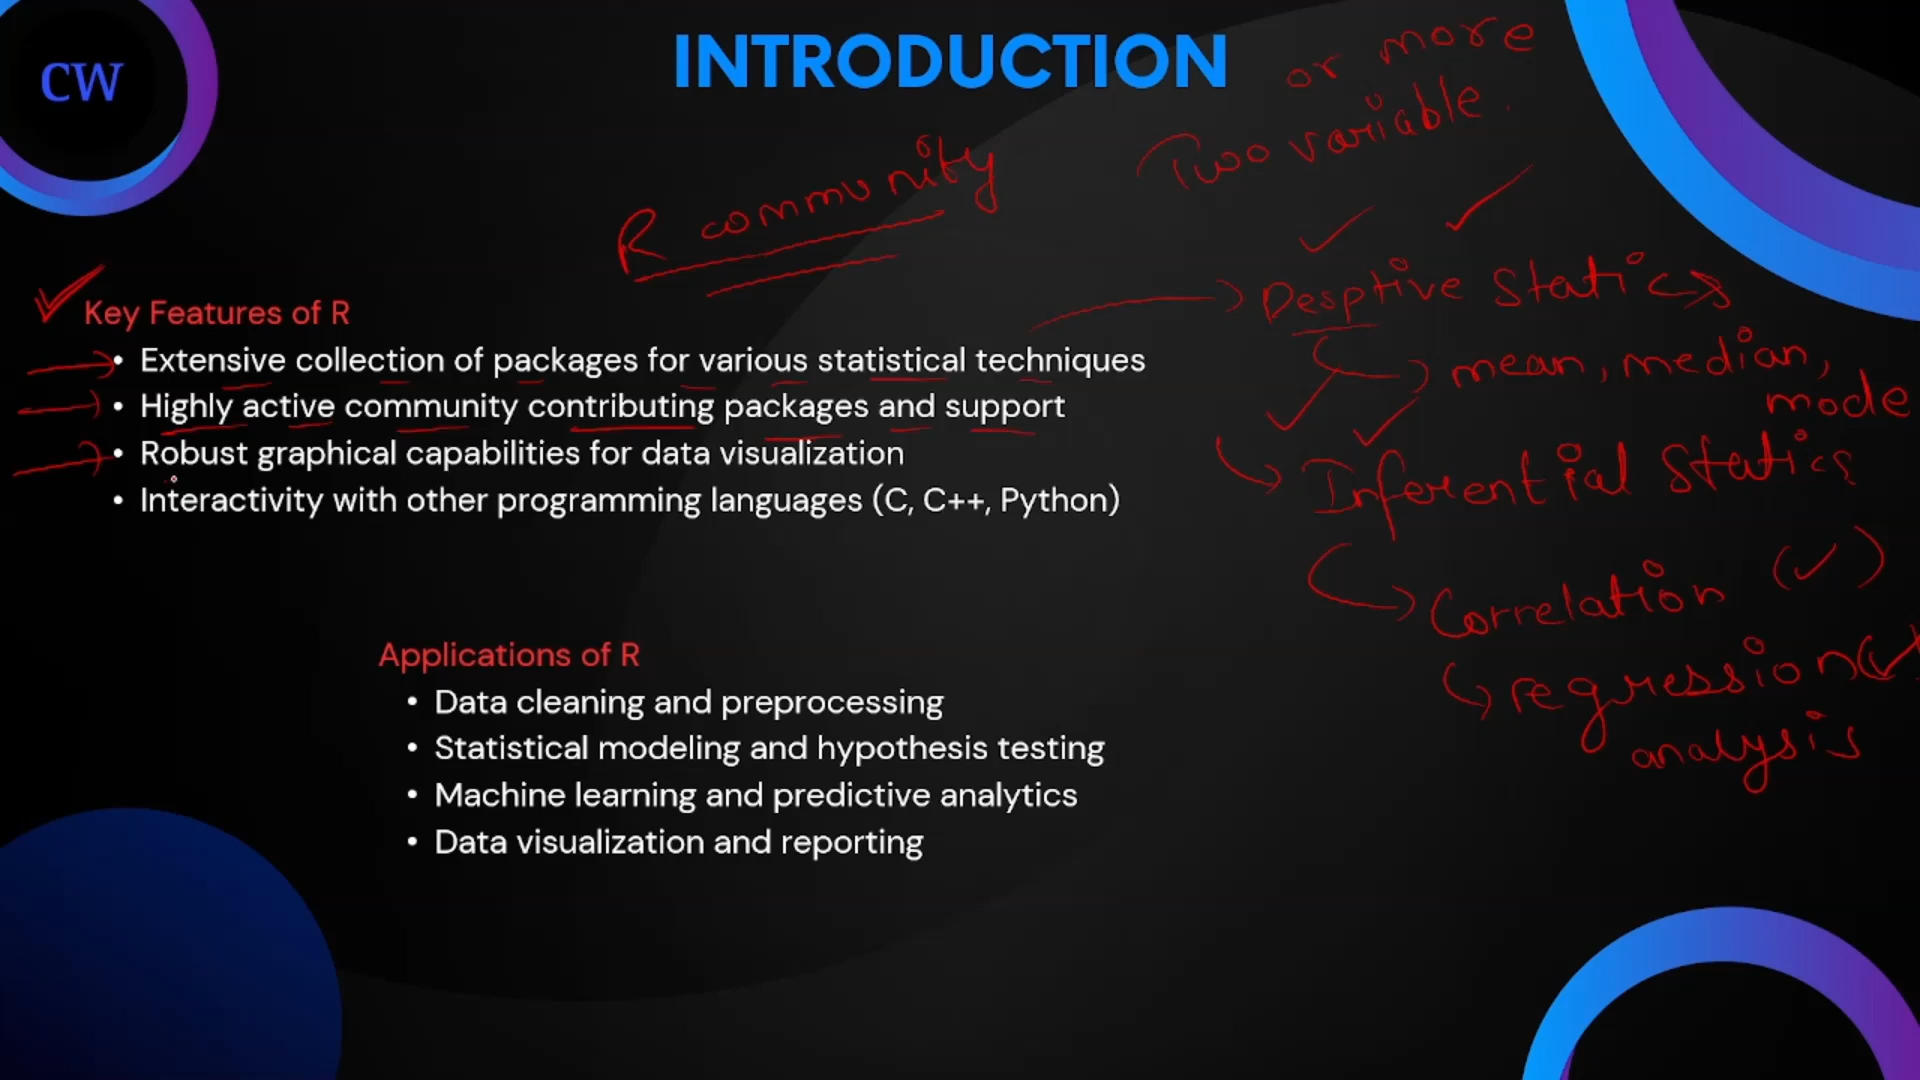 CW
INTRODUCTION
or more
Two variable.
R community
Desptive Statics
mean, median,
mode
Inferential Statics
Correlation
regression
analysis
Key Features of R
• Extensive collection of packages for various statistical techniques
• Highly active community contributing packages and support
• Robust graphical capabilities for data visualization
• Interactivity with other programming languages (C, C++, Python)
Applications of R
• Data cleaning and preprocessing
• Statistical modeling and hypothesis testing
• Machine learning and predictive analytics
• Data visualization and reporting